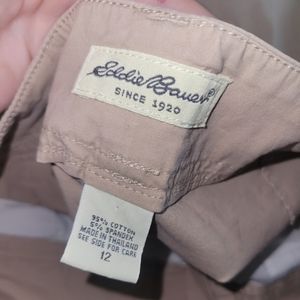 Eddie Bauer®
SINCE 1920
95% COTTON
5% SPANDEX
MADE IN THAILAND
SEE SIDE FOR CARE
12